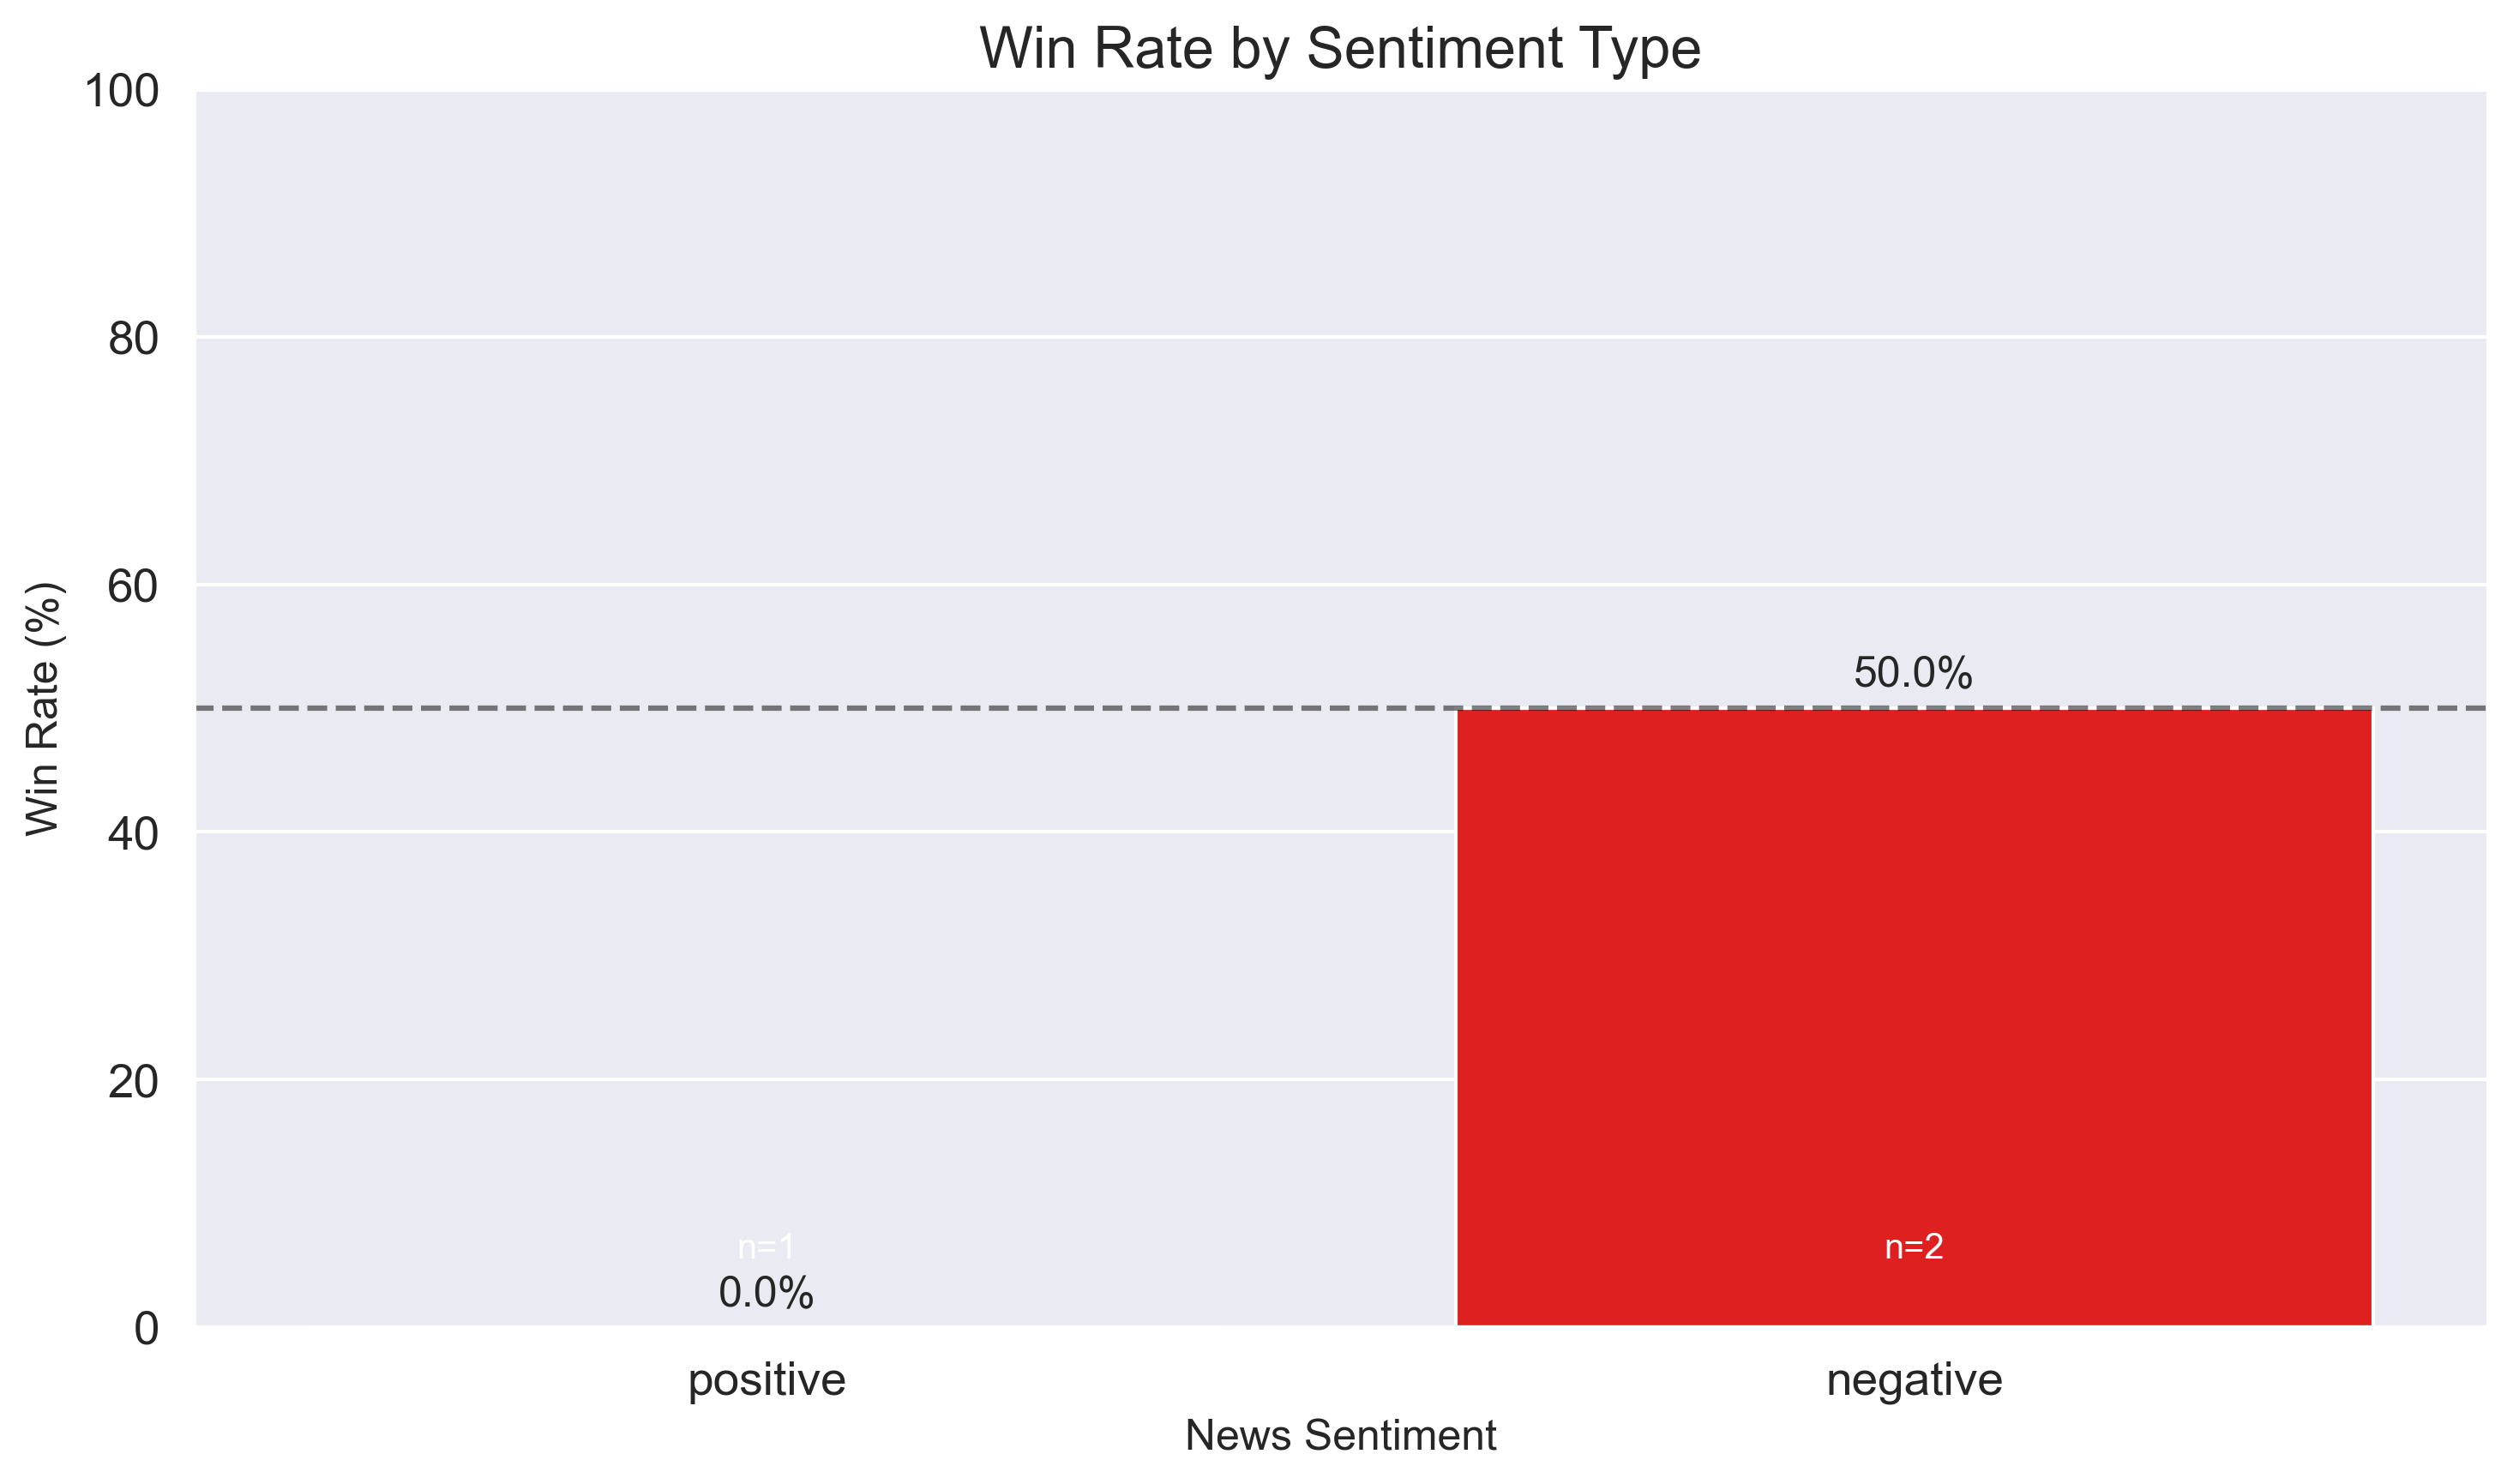 Win Rate by Sentiment Type
100
80
60
40
20
0
Win Rate (%)
50.0%
n=1
0.0%
n=2
positive
negative
News Sentiment